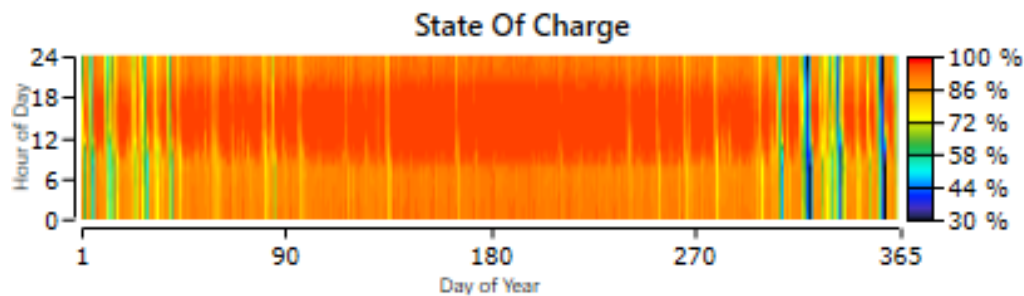 State Of Charge
24
18
12
6
0
Hour of Day
1 90 180 270 365
Day of Year
100 %
86 %
72 %
58 %
44 %
30 %